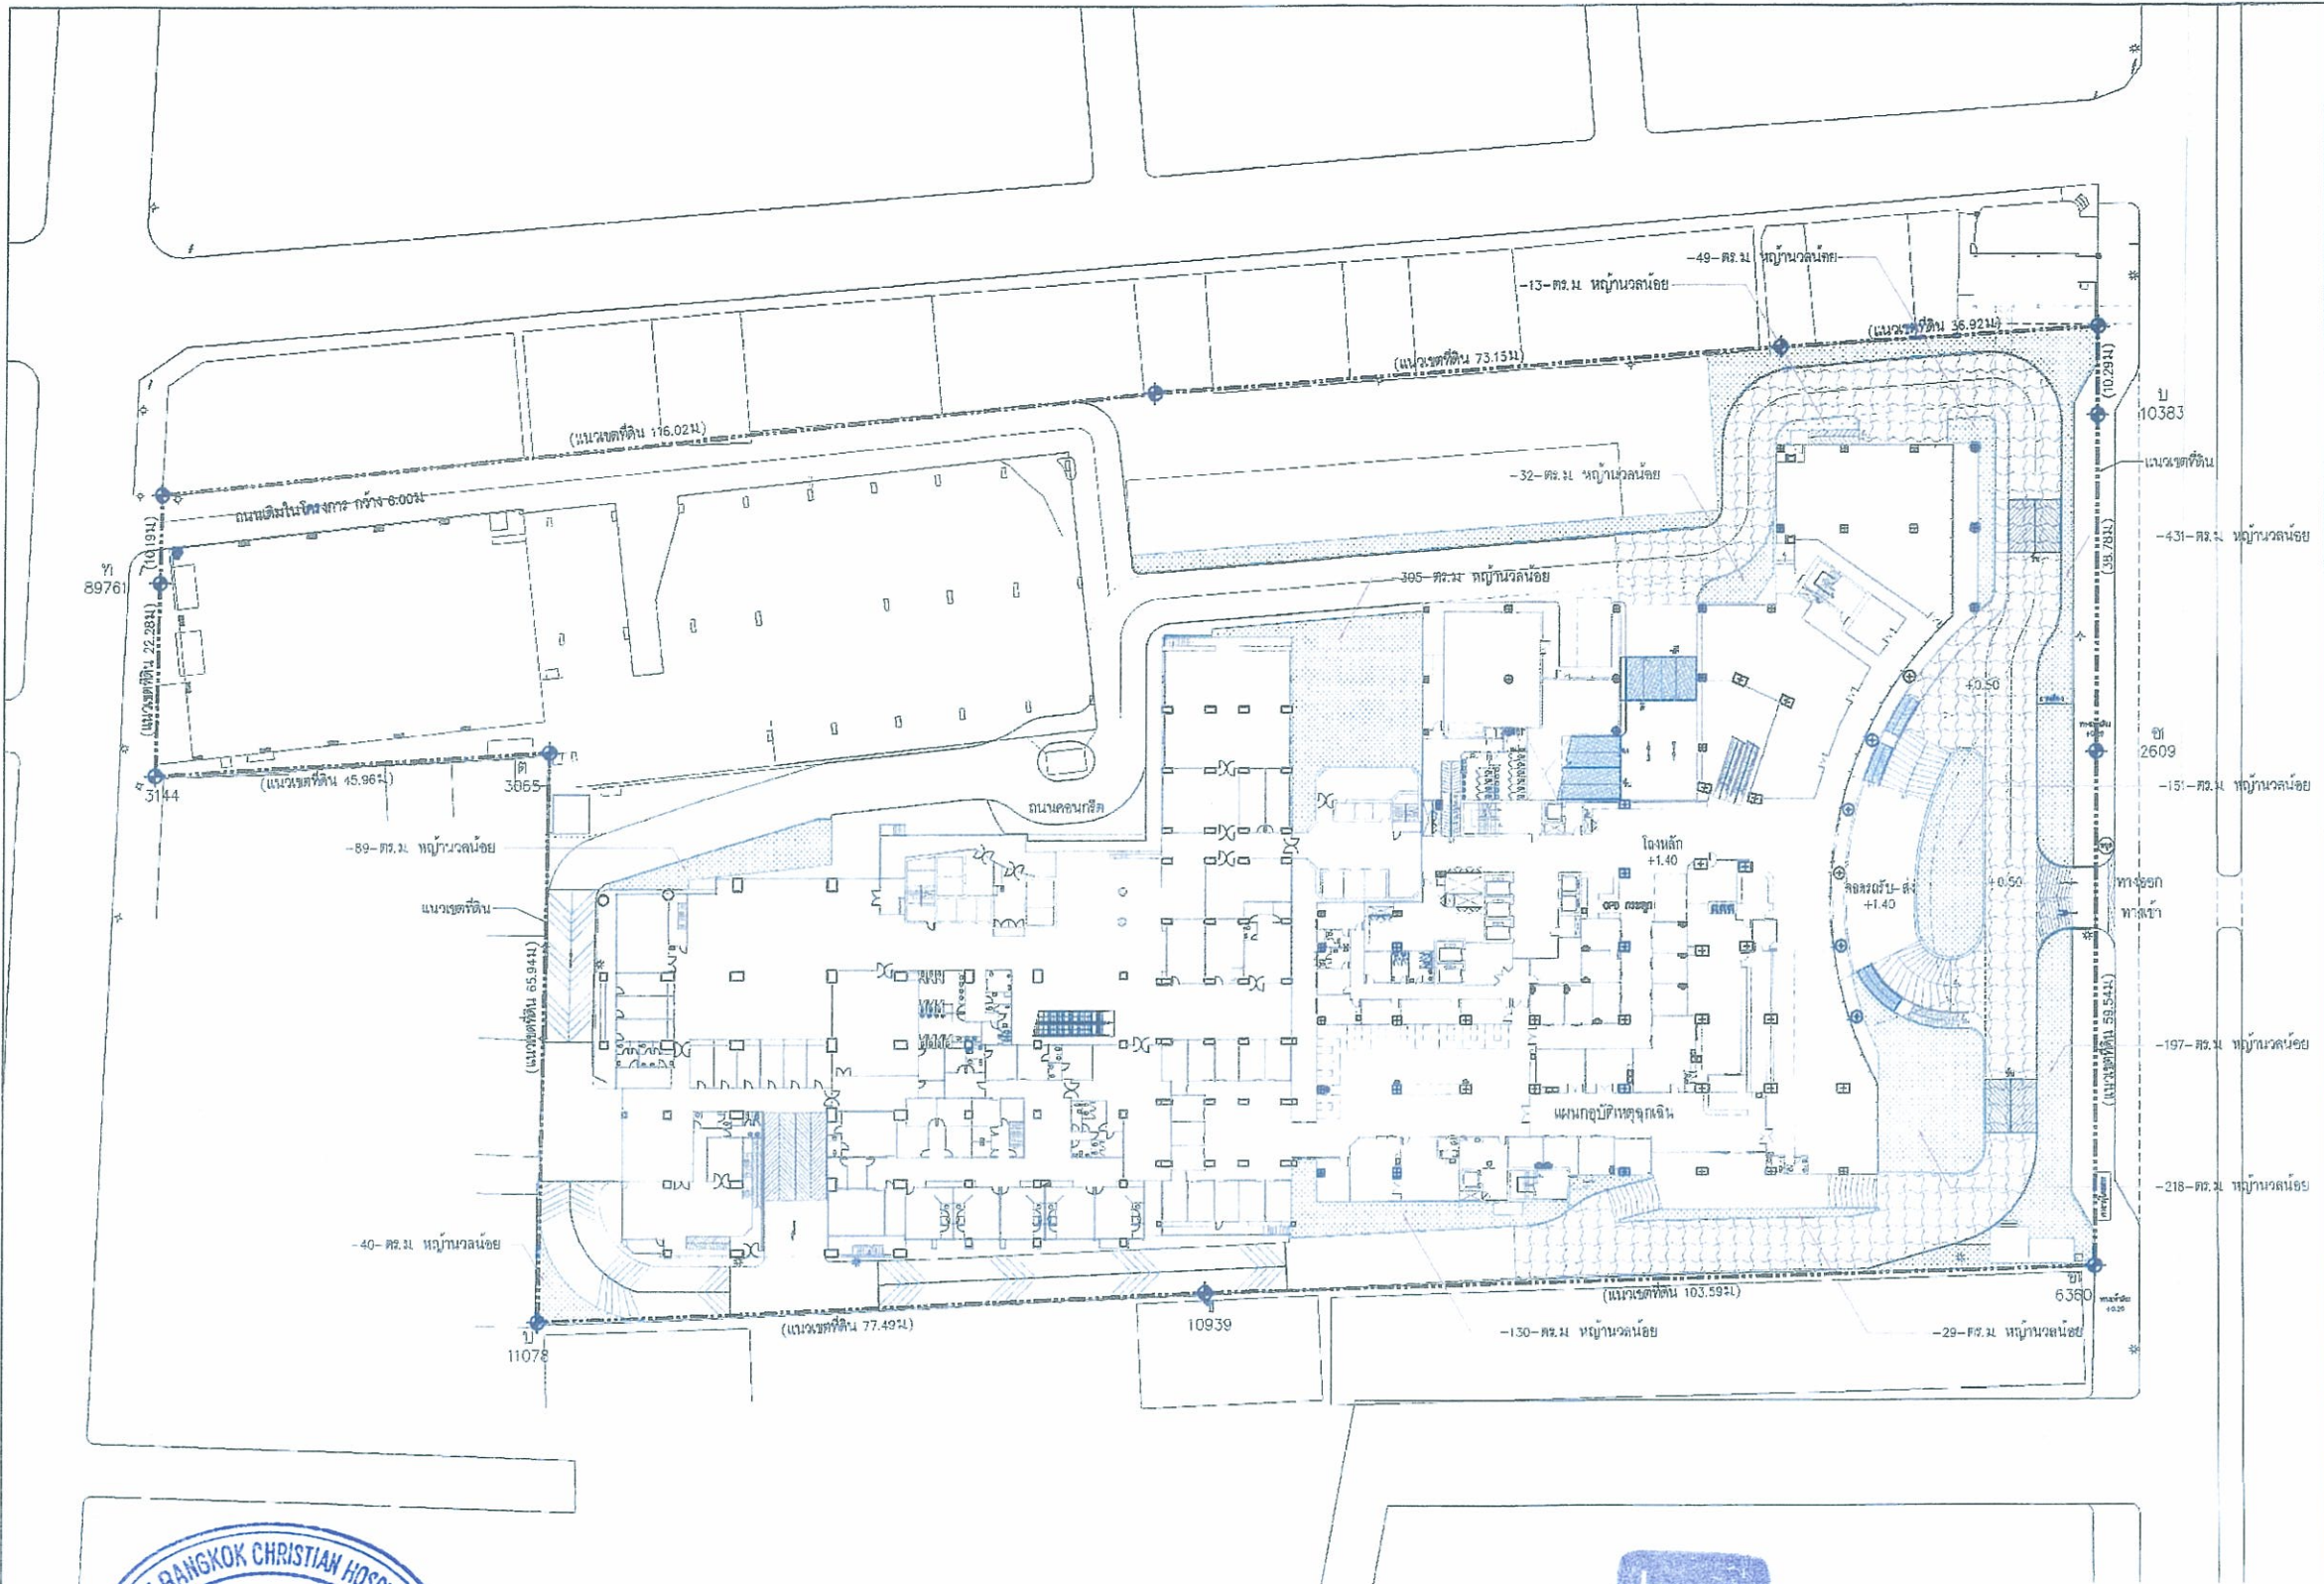 -49-ตร.ม. หญ้านวลน้อย
-13-ตร.ม. หญ้านวลน้อย
(แนวเขตที่ดิน 36.92ม)
(แนวเขตที่ดิน 73.15ม)
(10.29ม)
บ
10383
(แนวเขตที่ดิน 116.02ม)
แนวเขตที่ดิน
-32-ตร.ม. หญ้านวลน้อย
ถนนเดิมในโครงการ กว้าง 6.00ม
(10.19ม)
(38.78ม)
-431-ตร.ม. หญ้านวลน้อย
ท
89761
-305-ตร.ม. หญ้านวลน้อย
(แนวเขตที่ดิน 22.28ม)
+0.50
ซ
2609
3144
(แนวเขตที่ดิน 45.96ม)
ต
3865
-151-ตร.ม. หญ้านวลน้อย
ถนนคอนกรีต
-89-ตร.ม. หญ้านวลน้อย
โถงหลัก
+1.40
จอดรถรับ-ส่ง
+1.40
+0.50
ทางออก
ทางเข้า
แนวเขตที่ดิน
(แนวเขตที่ดิน 65.94ม)
(แนวเขตที่ดิน 59.54ม)
-197-ตร.ม. หญ้านวลน้อย
แผนกอุบัติเหตุฉุกเฉิน
-218-ตร.ม. หญ้านวลน้อย
-40-ตร.ม. หญ้านวลน้อย
(แนวเขตที่ดิน 103.59ม)
6360
(แนวเขตที่ดิน 77.49ม)
10939
-130-ตร.ม. หญ้านวลน้อย
-29-ตร.ม. หญ้านวลน้อย
บ
11078
BANGKOK CHRISTIAN